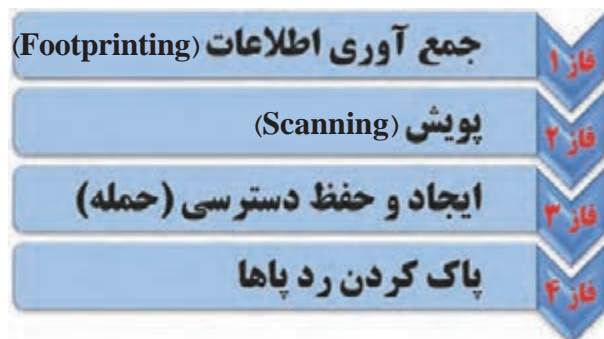 فاز ۱ جمع آوری اطلاعات (Footprinting)
فاز ۲ پویش (Scanning)
فاز ۳ ایجاد و حفظ دسترسی (حمله)
فاز ۴ پاک کردن رد پاها